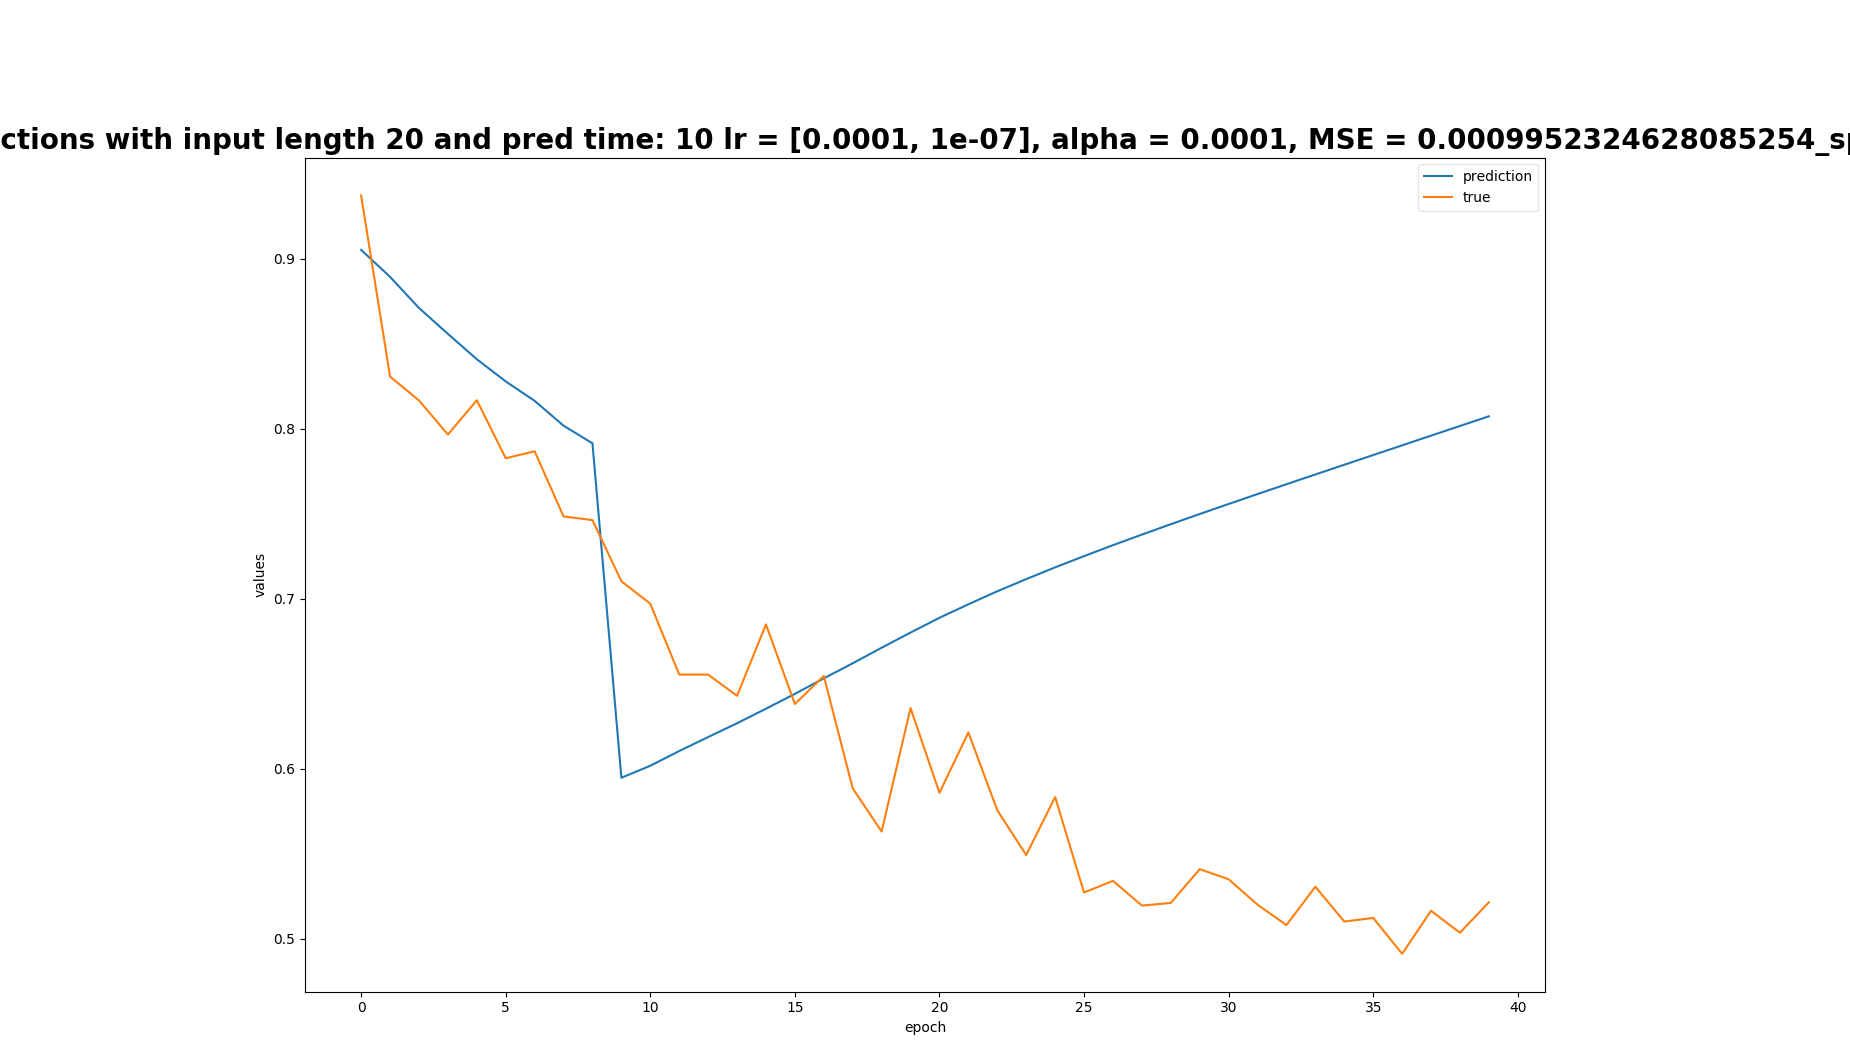 ctions with input length 20 and pred time: 10 lr = [0.0001, 1e-07], alpha = 0.0001, MSE = 0.0009952324628085254_sp
prediction
true
0.9
0.8
0.7
0.6
0.5
values
0 5 10 15 20 25 30 35 40
epoch